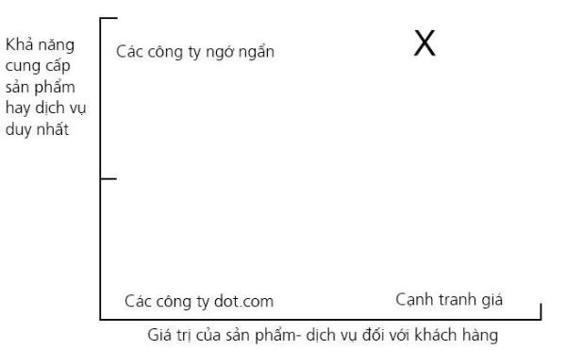 Khả năng
cung cấp
sản phẩm
hay dịch vụ
duy nhất
Các công ty ngớ ngẩn
X
Các công ty dot.com
Cạnh tranh giá
Giá trị của sản phẩm- dịch vụ đối với khách hàng